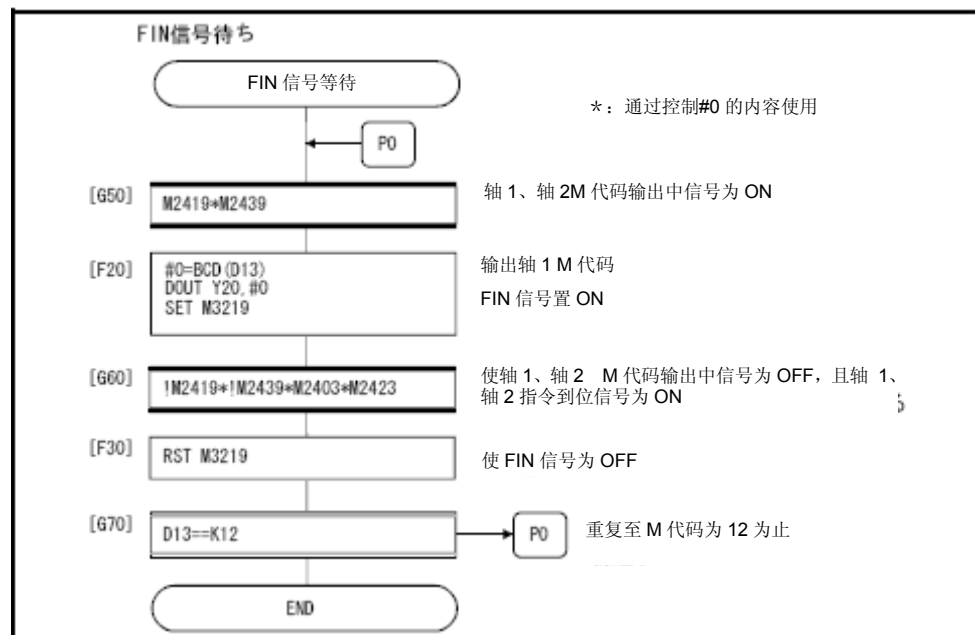 FIN信号待ち
FIN 信号等待
＊：通过控制#0 的内容使用
P0
[G50]
M2419*M2439
轴 1、轴 2M 代码输出中信号为 ON
[F20]
#0=BCD(D13)
DOUT Y20,#0
SET M3219
输出轴 1 M 代码
FIN 信号置 ON
[G60]
!M2419*!M2439*M2403*M2423
使轴 1、轴 2 M 代码输出中信号为 OFF，且轴 1、
轴 2 指令到位信号为 ON
[F30]
RST M3219
使 FIN 信号为 OFF
[G70]
D13==K12
P0
重复至 M 代码为 12 为止
END